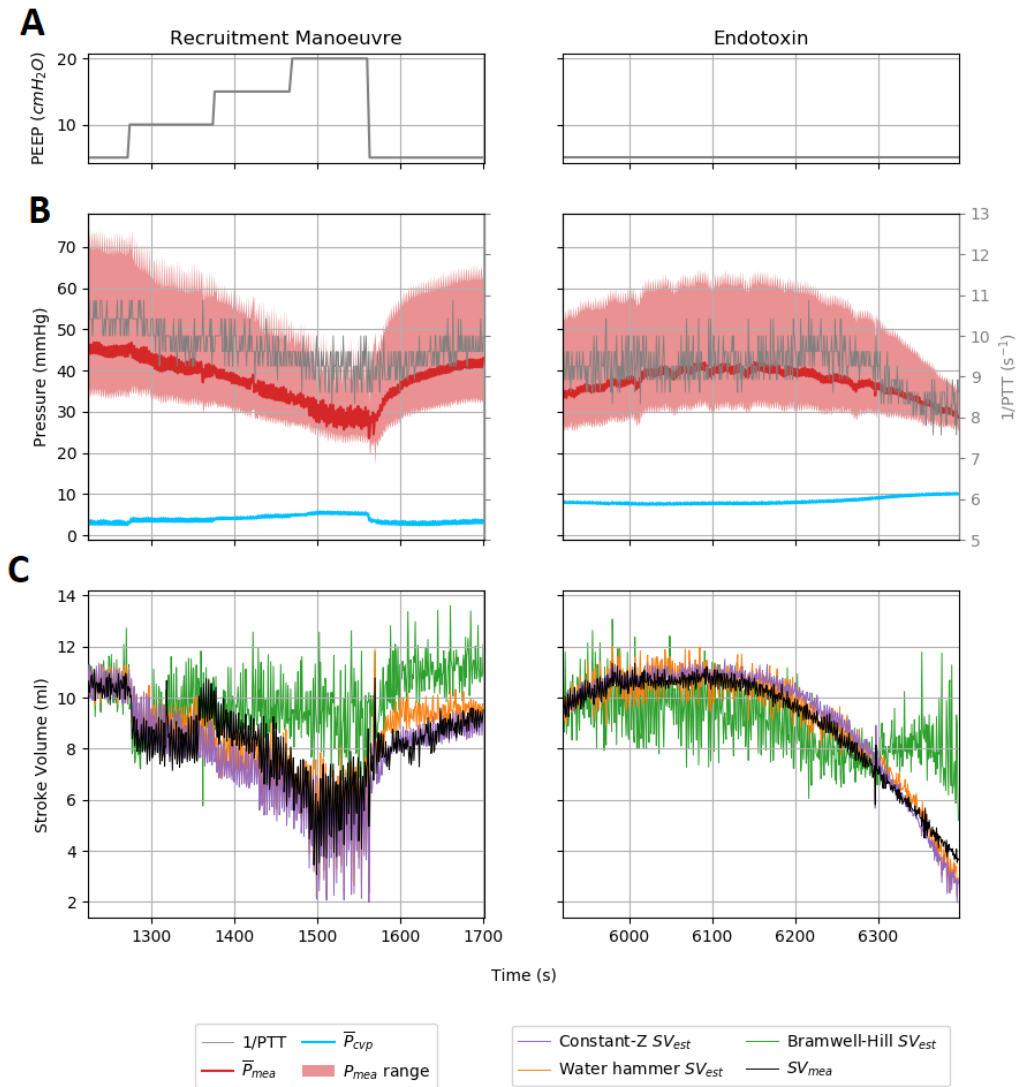 A
Recruitment Manoeuvre
Endotoxin
PEEP (cmH₂O)
20
10
B
Pressure (mmHg)
70
60
50
40
30
20
10
0
13
12
11
10
9
8
7
6
5
1/PTT (s⁻¹)
C
Stroke Volume (ml)
14
12
10
8
6
4
2
1300 1400 1500 1600 1700
6000 6100 6200 6300
Time (s)
1/PTT
P̅cvp
P̅mea
Pmea range
Constant-Z SVest
Bramwell-Hill SVest
Water hammer SVest
SVmea